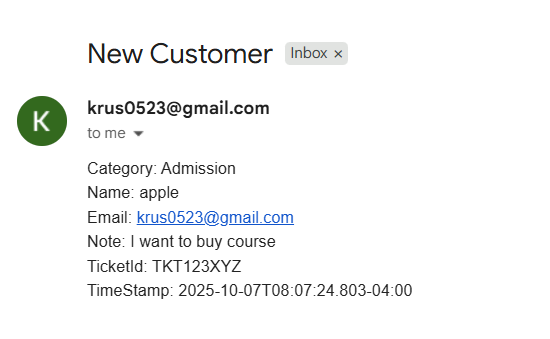 New Customer Inbox ×
K
krus0523@gmail.com
to me
Category: Admission
Name: apple
Email: krus0523@gmail.com
Note: I want to buy course
TicketId: TKT123XYZ
TimeStamp: 2025-10-07T08:07:24.803-04:00